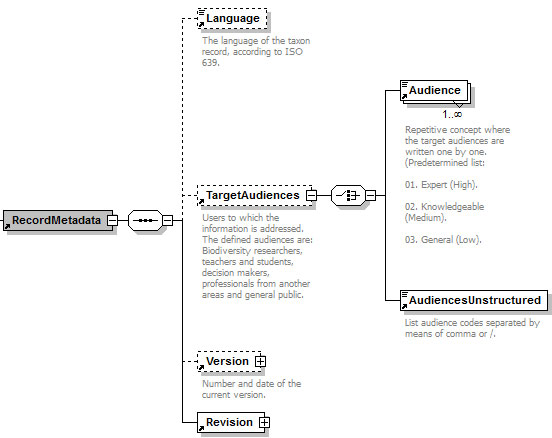 Language
The language of the taxon
record, according to ISO
639.
Audience
1..∞
Repetitive concept where
the target audiences are
written one by one.
(Predetermined list:
01. Expert (High).
02. Knowledgeable
(Medium).
03. General (Low).
RecordMetadata
TargetAudiences
Users to which the
information is addressed.
The defined audiences are:
Biodiversity researchers,
teachers and students,
decision makers,
professionals from another
areas and general public.
AudiencesUnstructured
List audience codes separated by
means of comma or /.
Version
Number and date of the
current version.
Revision